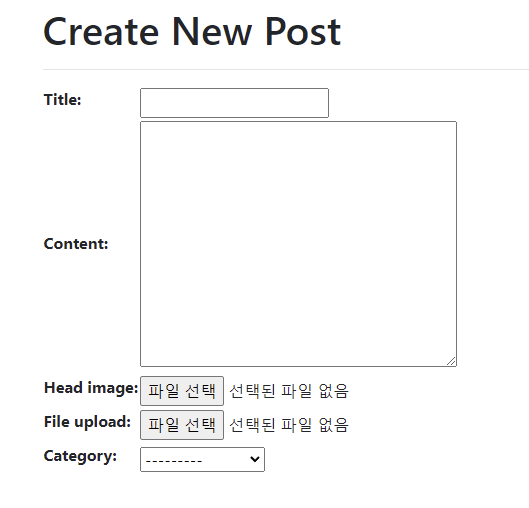 Create New Post
Title:
Content:
Head image: 파일 선택 선택된 파일 없음
File upload: 파일 선택 선택된 파일 없음
Category: ---------